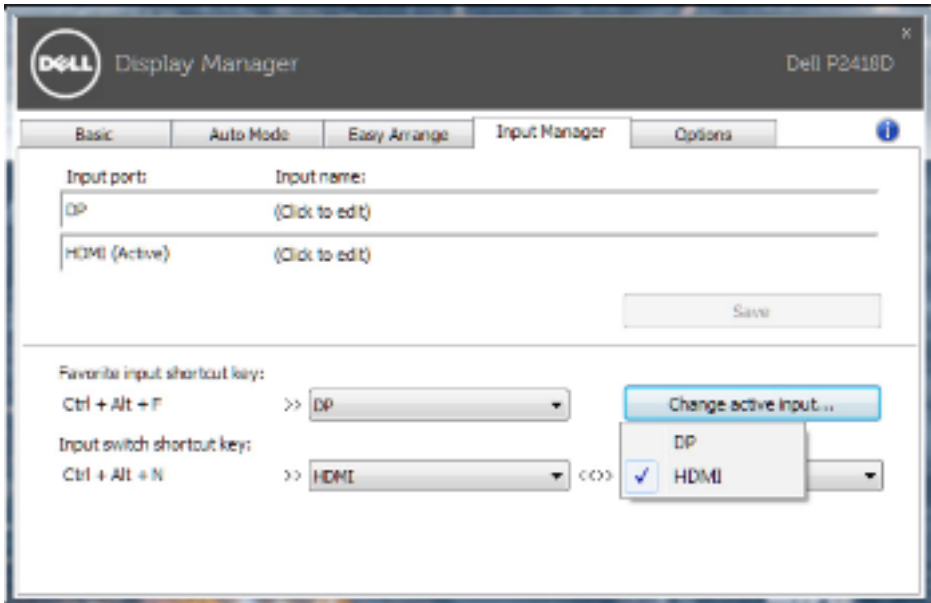 DELL Display Manager
Dell P2418D
x
Basic Auto Mode Easy Arrange Input Manager Options i
Input port: Input name:
DP (Click to edit)
HDMI (Active) (Click to edit)
Save
Favorite input shortcut key:
Ctrl + Alt + F >> DP Change active input...
Input switch shortcut key:
DP
Ctrl + Alt + N >> HDMI <<>> HDMI